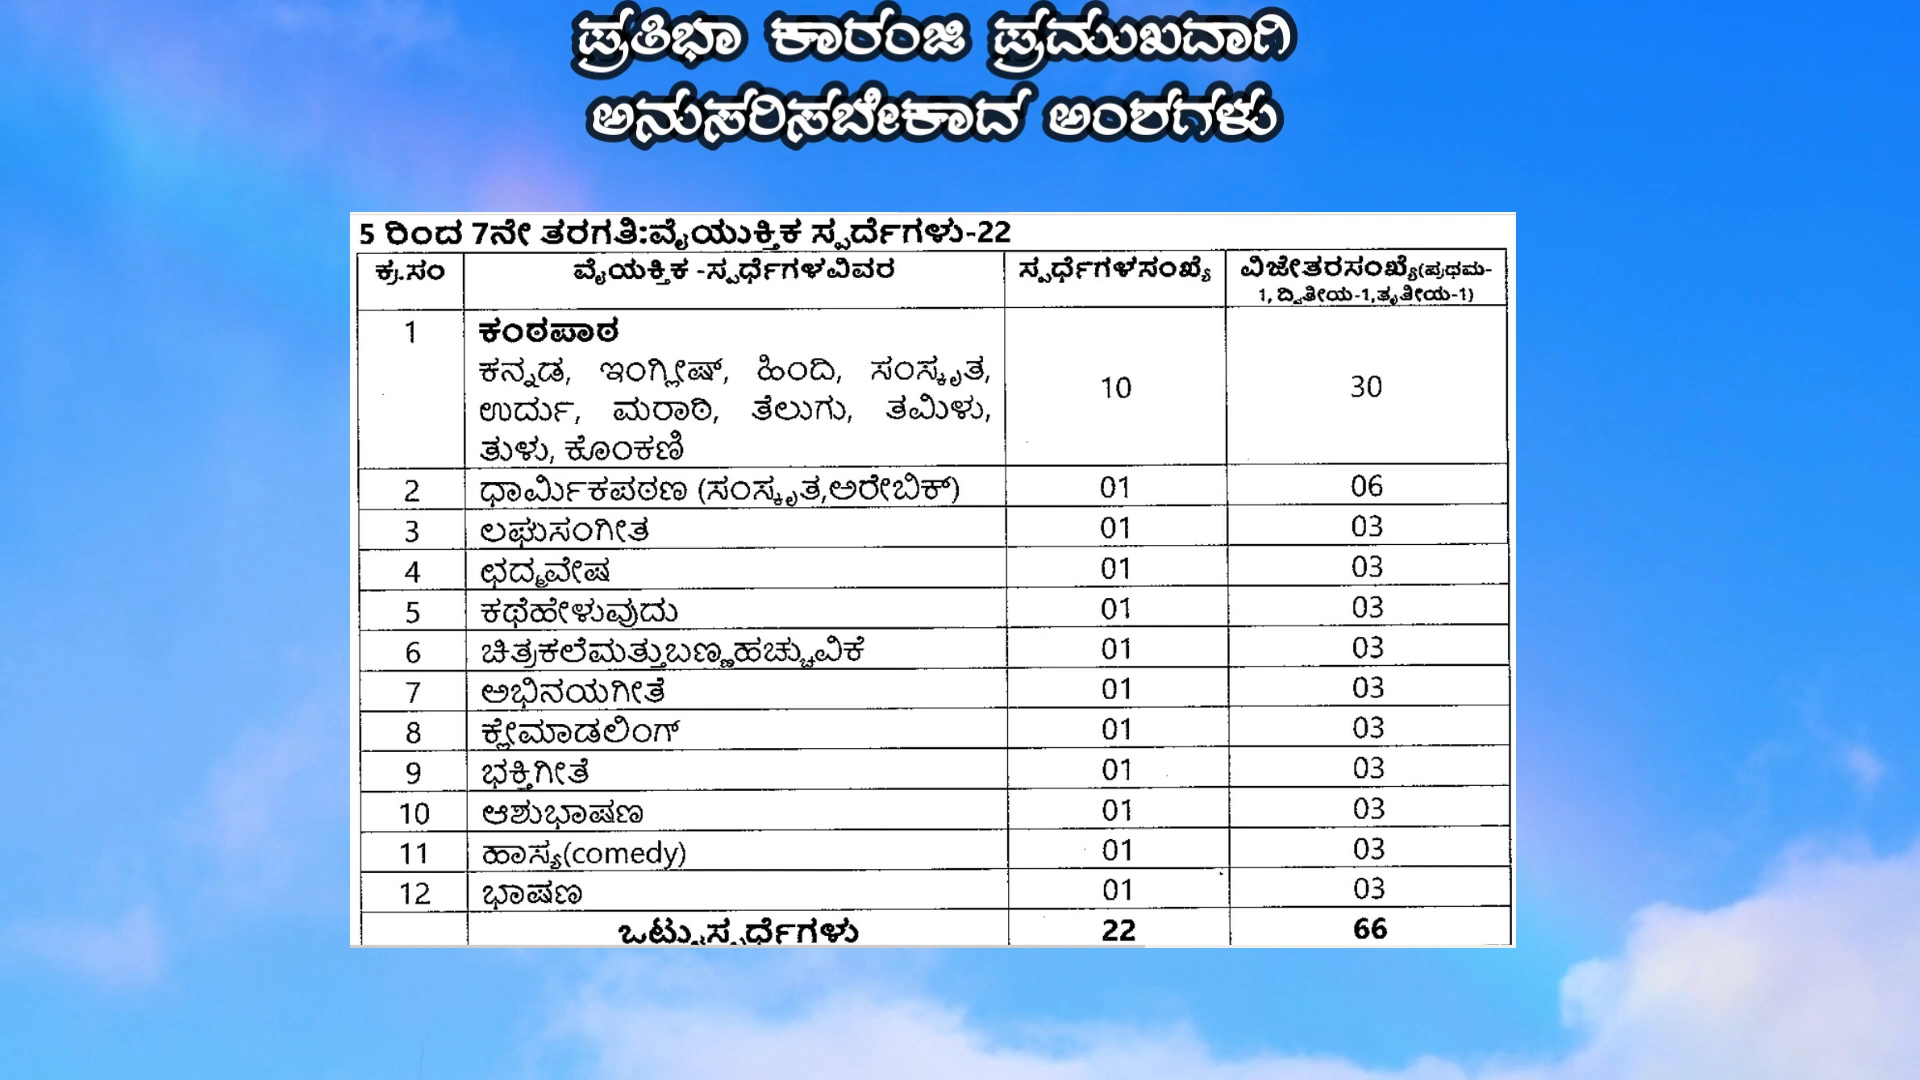 ಪ್ರತಿಭಾ ಕಾರಂಜಿ ಪ್ರಮುಖವಾಗಿ
ಅನುಸರಿಸಬೇಕಾದ ಅಂಶಗಳು
5 ರಿಂದ 7ನೇ ತರಗತಿ:ವೈಯುಕ್ತಿಕ ಸ್ಪರ್ದೆಗಳು-22
ಕ್ರ.ಸಂ ವೈಯಕ್ತಿಕ -ಸ್ಪರ್ಧೆಗಳವಿವರ ಸ್ಪರ್ಧೆಗಳಸಂಖ್ಯೆ ವಿಜೇತರಸಂಖ್ಯೆ(ಪ್ರಥಮ-
1, ದ್ವಿತೀಯ-1,ತೃತೀಯ-1)
1 ಕಂಠಪಾಠ
ಕನ್ನಡ, ಇಂಗ್ಲೀಷ್, ಹಿಂದಿ, ಸಂಸ್ಕೃತ,
ಉರ್ದು, ಮರಾಠಿ, ತೆಲುಗು, ತಮಿಳು,
ತುಳು, ಕೊಂಕಣಿ
10 30
2 ಧಾರ್ಮಿಕಪಠಣ (ಸಂಸ್ಕೃತ,ಅರೇಬಿಕ್) 01 06
3 ಲಘುಸಂಗೀತ 01 03
4 ಛದ್ಮವೇಷ 01 03
5 ಕಥೆಹೇಳುವುದು 01 03
6 ಚಿತ್ರಕಲೆಮತ್ತುಬಣ್ಣಹಚ್ಚುವಿಕೆ 01 03
7 ಅಭಿನಯಗೀತೆ 01 03
8 ಕ್ಲೇಮಾಡಲಿಂಗ್ 01 03
9 ಭಕ್ತಿಗೀತೆ 01 03
10 ಆಶುಭಾಷಣ 01 03
11 ಹಾಸ್ಯ(comedy) 01 03
12 ಭಾಷಣ 01 03
ಒಟ್ಟುಸ್ಪರ್ಧೆಗಳು 22 66